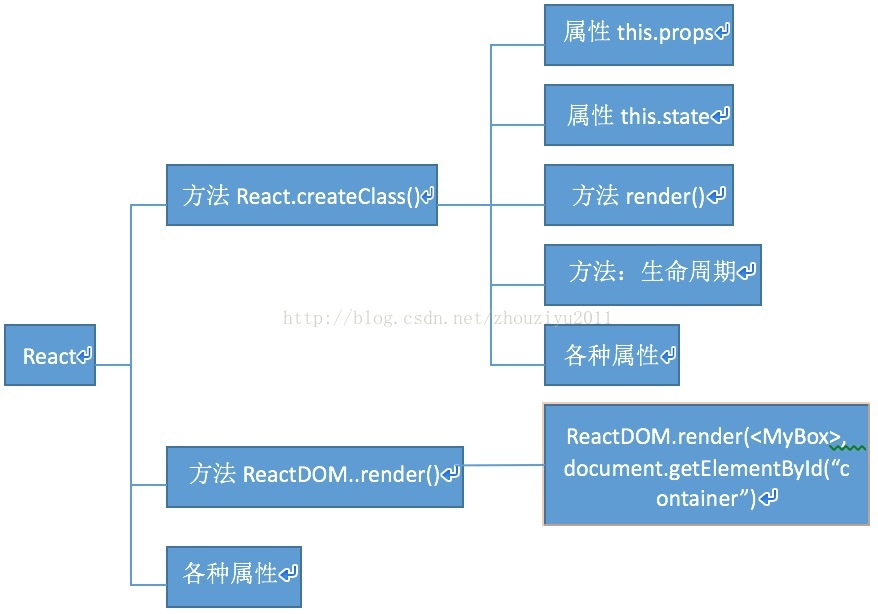 属性 this.props
属性 this.state
方法 React.createClass()
方法 render()
方法：生命周期
http://blog.csdn.net/zhouziyu2011
React
各种属性
ReactDOM.render(<MyBox>,
document.getElementById(“c
ontainer”)
方法 ReactDOM..render()
各种属性